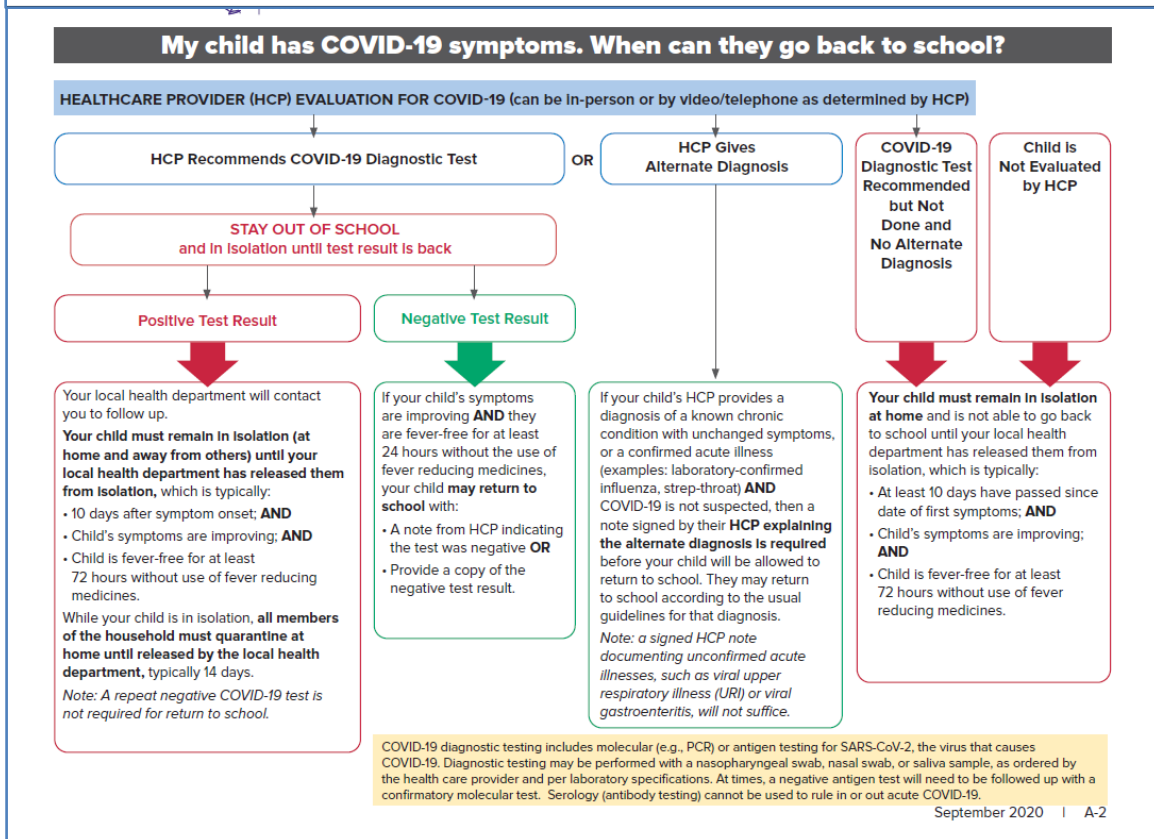 My child has COVID-19 symptoms. When can they go back to school?
HEALTHCARE PROVIDER (HCP) EVALUATION FOR COVID-19 (can be in-person or by video/telephone as determined by HCP)
HCP Recommends COVID-19 Diagnostic Test
OR
HCP Gives
Alternate Diagnosis
COVID-19
Diagnostic Test
Recommended
but Not
Done and
No Alternate
Diagnosis
Child is
Not Evaluated
by HCP
STAY OUT OF SCHOOL
and in isolation until test result is back
Positive Test Result
Negative Test Result
Your local health department will contact
you to follow up.
Your child must remain in isolation (at
home and away from others) until your
local health department has released them
from isolation, which is typically:
• 10 days after symptom onset; AND
• Child's symptoms are improving; AND
• Child is fever-free for at least
72 hours without use of fever reducing
medicines.
While your child is in isolation, all members
of the household must quarantine at
home until released by the local health
department, typically 14 days.
Note: A repeat negative COVID-19 test is
not required for return to school.
If your child's symptoms
are improving AND they
are fever-free for at least
24 hours without the use of
fever reducing medicines,
your child may return to
school with:
• A note from HCP indicating
the test was negative OR
• Provide a copy of the
negative test result.
If your child's HCP provides a
diagnosis of a known chronic
condition with unchanged symptoms,
or a confirmed acute illness
(examples: laboratory-confirmed
influenza, strep-throat) AND
COVID-19 is not suspected, then a
note signed by their HCP explaining
the alternate diagnosis is required
before your child will be allowed to
return to school. They may return
to school according to the usual
guidelines for that diagnosis.
Note: a signed HCP note
documenting unconfirmed acute
illnesses, such as viral upper
respiratory illness (URI) or viral
gastroenteritis, will not suffice.
Your child must remain in isolation
at home and is not able to go back
to school until your local health
department has released them from
isolation, which is typically:
• At least 10 days have passed since
date of first symptoms; AND
• Child's symptoms are improving;
AND
• Child is fever-free for at least
72 hours without use of fever
reducing medicines.
COVID-19 diagnostic testing includes molecular (e.g., PCR) or antigen testing for SARS-CoV-2, the virus that causes
COVID-19. Diagnostic testing may be performed with a nasopharyngeal swab, nasal swab, or saliva sample, as ordered by
the health care provider and per laboratory specifications. At times, a negative antigen test will need to be followed up with a
confirmatory molecular test. Serology (antibody testing) cannot be used to rule in or out acute COVID-19.
September 2020 | A-2